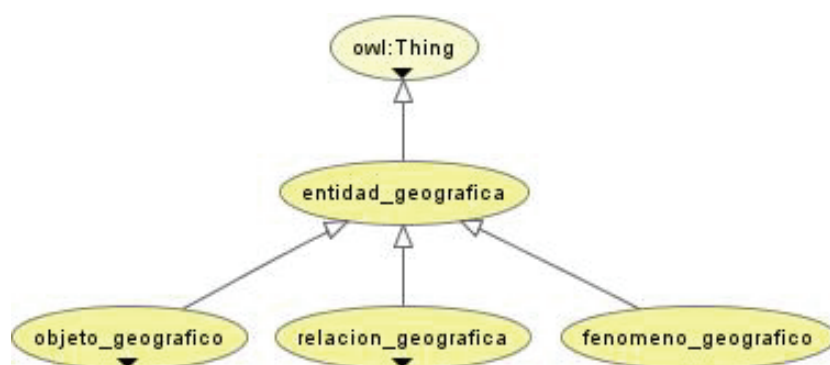 owl:Thing
entidad_geografica
objeto_geografico
relacion_geografica
fenomeno_geografico